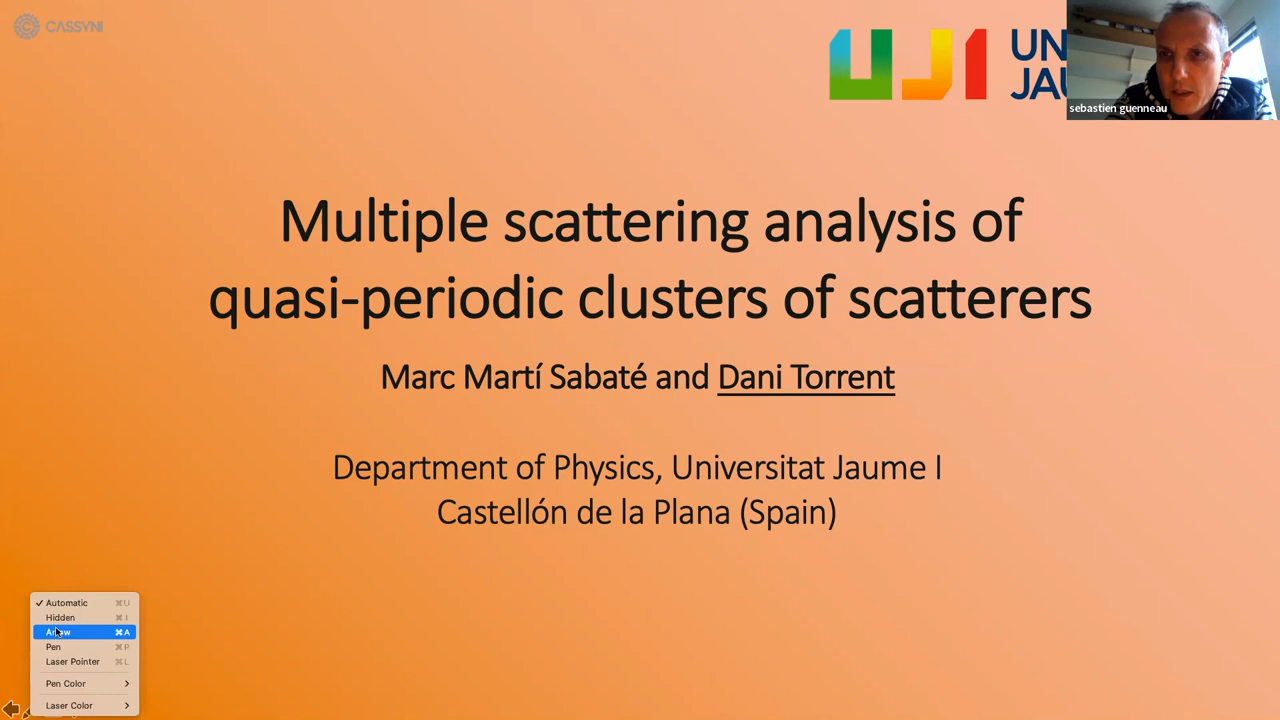 CASSYNI
UJI
UN
JAU
sebastien guenneau
Multiple scattering analysis of
quasi-periodic clusters of scatterers
Marc Martí Sabaté and Dani Torrent
Department of Physics, Universitat Jaume I
Castellón de la Plana (Spain)
✓ Automatic ⌘U
Hidden ⌘I
Arrow ⌘A
Pen ⌘P
Laser Pointer ⌘L
Pen Color >
Laser Color >